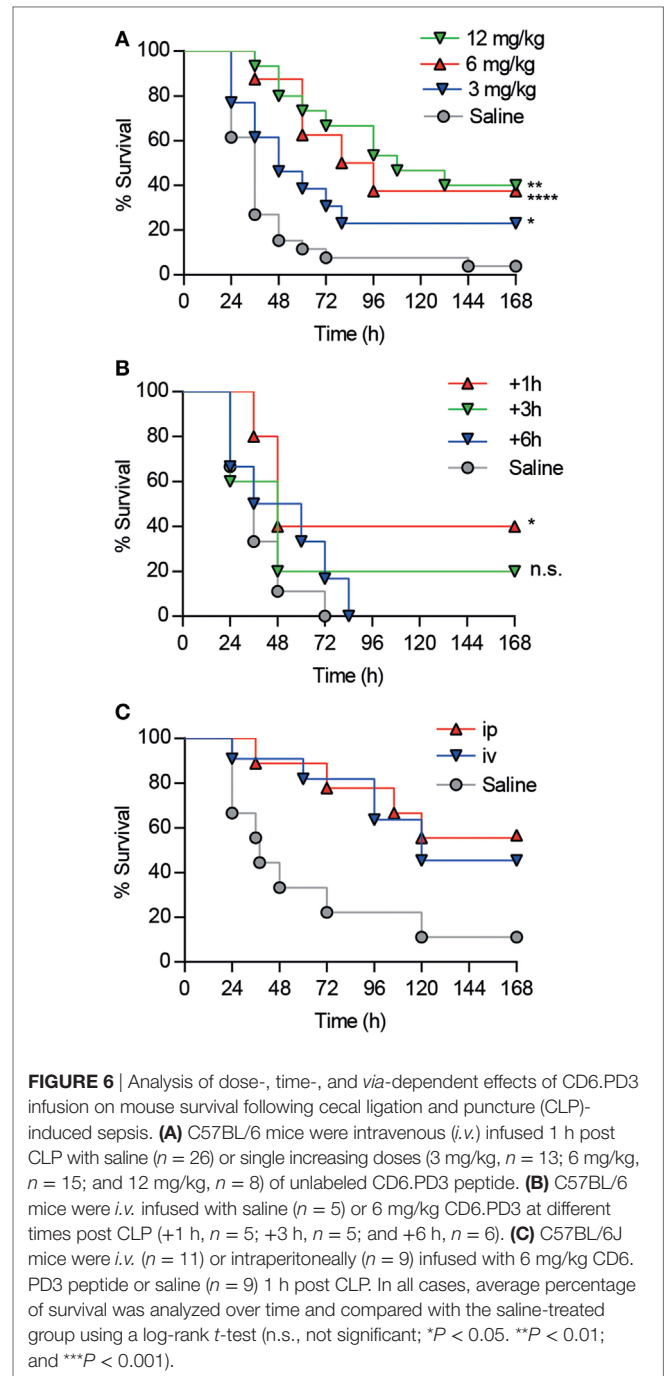 A
100
80
60
40
20
0
% Survival
12 mg/kg
6 mg/kg
3 mg/kg
Saline
**
****
*
0 24 48 72 96 120 144 168
Time (h)
B
100
80
60
40
20
0
% Survival
+1h
+3h
+6h
Saline
*
n.s.
0 24 48 72 96 120 144 168
Time (h)
C
100
80
60
40
20
0
% Survival
ip
iv
Saline
0 24 48 72 96 120 144 168
Time (h)
FIGURE 6 | Analysis of dose-, time-, and via-dependent effects of CD6.PD3
infusion on mouse survival following cecal ligation and puncture (CLP)-
induced sepsis. (A) C57BL/6 mice were intravenous (i.v.) infused 1 h post
CLP with saline (n = 26) or single increasing doses (3 mg/kg, n = 13; 6 mg/kg,
n = 15; and 12 mg/kg, n = 8) of unlabeled CD6.PD3 peptide. (B) C57BL/6
mice were i.v. infused with saline (n = 5) or 6 mg/kg CD6.PD3 at different
times post CLP (+1 h, n = 5; +3 h, n = 5; and +6 h, n = 6). (C) C57BL/6J
mice were i.v. (n = 11) or intraperitoneally (n = 9) infused with 6 mg/kg CD6.
PD3 peptide or saline (n = 9) 1 h post CLP. In all cases, average percentage
of survival was analyzed over time and compared with the saline-treated
group using a log-rank t-test (n.s., not significant; *P < 0.05. **P < 0.01;
and ***P < 0.001).